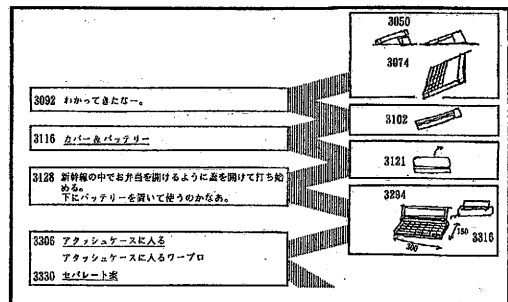 3050
3074
3092 わかってきたなー。
3102
3116 カバー&バッテリー
3121
3128 新幹線の中でお弁当を開けるように蓋を開けて打ち始
める。
下にバッテリーを置いて使うのかなあ。
3294
150
300
3316
3306 アタッシュケースに入る
アタッシュケースに入るワープロ
3330 セパレート案